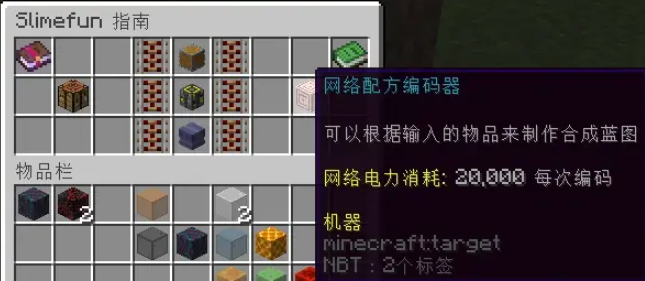 Slimefun 指南
网络配方编码器
可以根据输入的物品来制作合成蓝图
物品栏
网络电力消耗: 20,000 每次编码
2
2
机器
minecraft:target
NBT：2个标签